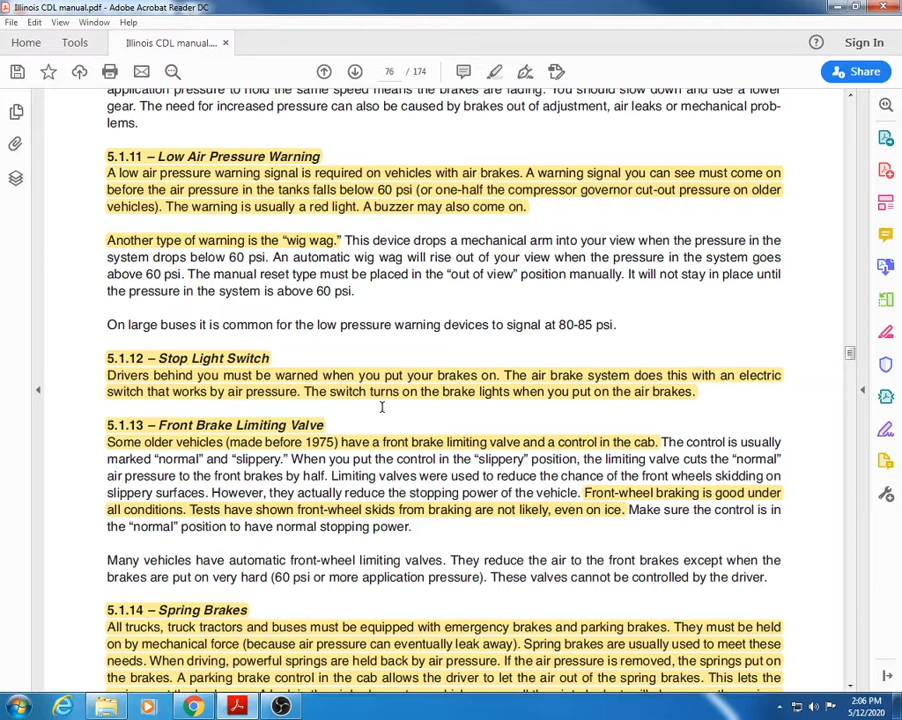 Illinois CDL manual.pdf - Adobe Acrobat Reader DC
File Edit View Window Help
Home Tools Illinois CDL manual.... × Sign In
76 / 174 Share
application pressure to hold the same speed means the brakes are fading. You should slow down and use a lower
gear. The need for increased pressure can also be caused by brakes out of adjustment, air leaks or mechanical prob-
lems.
5.1.11 – Low Air Pressure Warning
A low air pressure warning signal is required on vehicles with air brakes. A warning signal you can see must come on
before the air pressure in the tanks falls below 60 psi (or one-half the compressor governor cut-out pressure on older
vehicles). The warning is usually a red light. A buzzer may also come on.
Another type of warning is the “wig wag.” This device drops a mechanical arm into your view when the pressure in the
system drops below 60 psi. An automatic wig wag will rise out of your view when the pressure in the system goes
above 60 psi. The manual reset type must be placed in the “out of view” position manually. It will not stay in place until
the pressure in the system is above 60 psi.
On large buses it is common for the low pressure warning devices to signal at 80-85 psi.
5.1.12 – Stop Light Switch
Drivers behind you must be warned when you put your brakes on. The air brake system does this with an electric
switch that works by air pressure. The switch turns on the brake lights when you put on the air brakes.
5.1.13 – Front Brake Limiting Valve
Some older vehicles (made before 1975) have a front brake limiting valve and a control in the cab. The control is usually
marked “normal” and “slippery.” When you put the control in the “slippery” position, the limiting valve cuts the “normal”
air pressure to the front brakes by half. Limiting valves were used to reduce the chance of the front wheels skidding on
slippery surfaces. However, they actually reduce the stopping power of the vehicle. Front-wheel braking is good under
all conditions. Tests have shown front-wheel skids from braking are not likely, even on ice. Make sure the control is in
the “normal” position to have normal stopping power.
Many vehicles have automatic front-wheel limiting valves. They reduce the air to the front brakes except when the
brakes are put on very hard (60 psi or more application pressure). These valves cannot be controlled by the driver.
5.1.14 – Spring Brakes
All trucks, truck tractors and buses must be equipped with emergency brakes and parking brakes. They must be held
on by mechanical force (because air pressure can eventually leak away). Spring brakes are usually used to meet these
needs. When driving, powerful springs are held back by air pressure. If the air pressure is removed, the springs put on
the brakes. A parking brake control in the cab allows the driver to let the air out of the spring brakes. This lets the
2:06 PM
5/12/2020